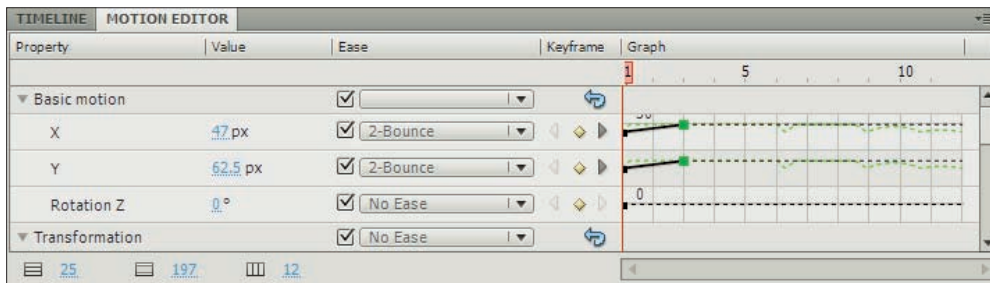 TIMELINE MOTION EDITOR
Property Value Ease Keyframe Graph
1 5 10
Basic motion
X 47 px 2-Bounce
Y 62.5 px 2-Bounce
Rotation Z 0 ° No Ease 0
Transformation No Ease
25 197 12